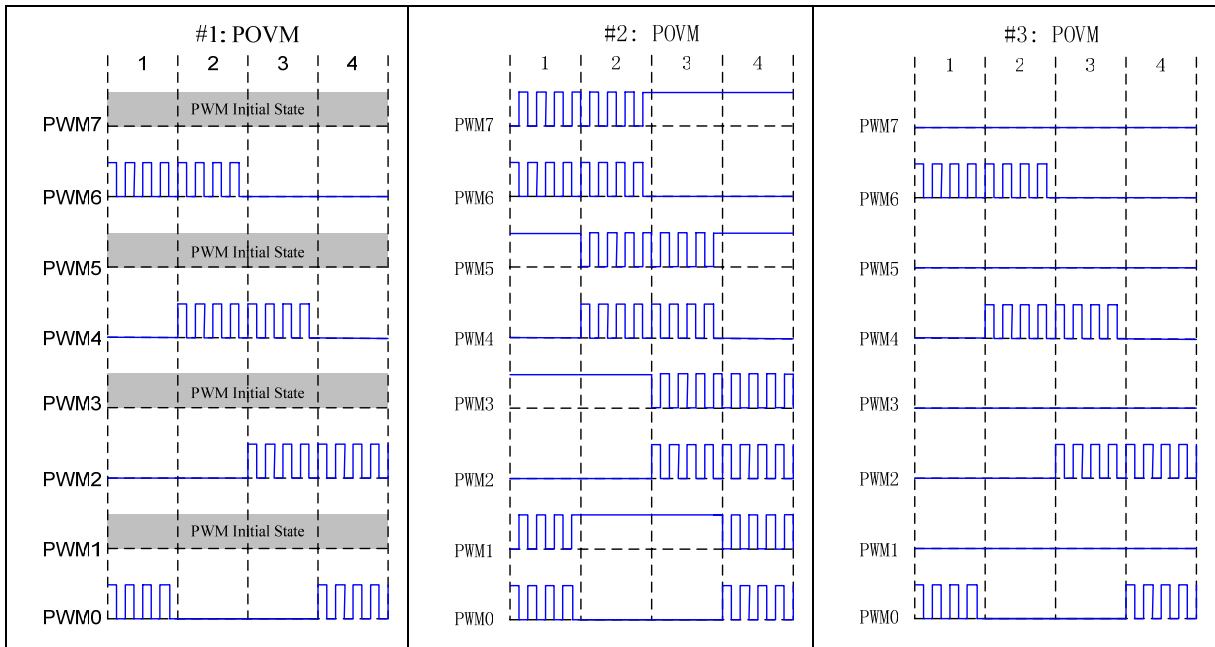 #1: POVM
1 2 3 4
PWM7 PWM Initial State
PWM6
PWM5 PWM Initial State
PWM4
PWM3 PWM Initial State
PWM2
PWM1 PWM Initial State
PWM0
#2: POVM
1 2 3 4
PWM7
PWM6
PWM5
PWM4
PWM3
PWM2
PWM1
PWM0
#3: POVM
1 2 3 4
PWM7
PWM6
PWM5
PWM4
PWM3
PWM2
PWM1
PWM0